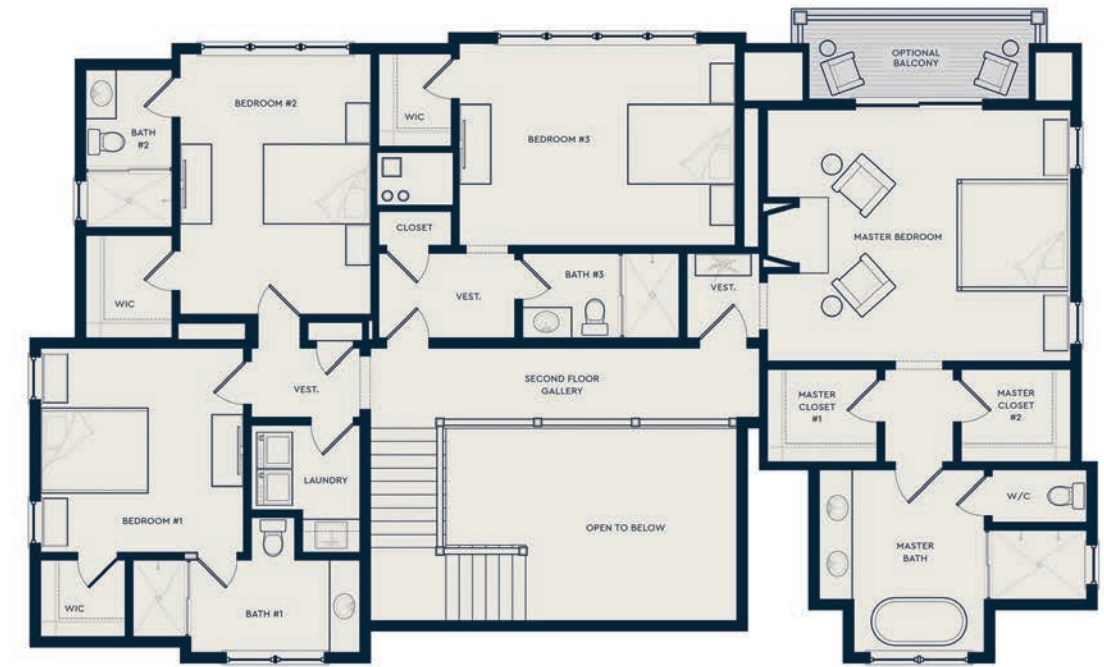 OPTIONAL
BALCONY
BEDROOM #2
WIC
BATH
#2
BEDROOM #3
CLOSET
MASTER BEDROOM
BATH #3
VEST.
VEST.
WIC
SECOND FLOOR
GALLERY
VEST.
MASTER
CLOSET
#1
MASTER
CLOSET
#2
LAUNDRY
W/C
BEDROOM #1
OPEN TO BELOW
MASTER
BATH
WIC
BATH #1